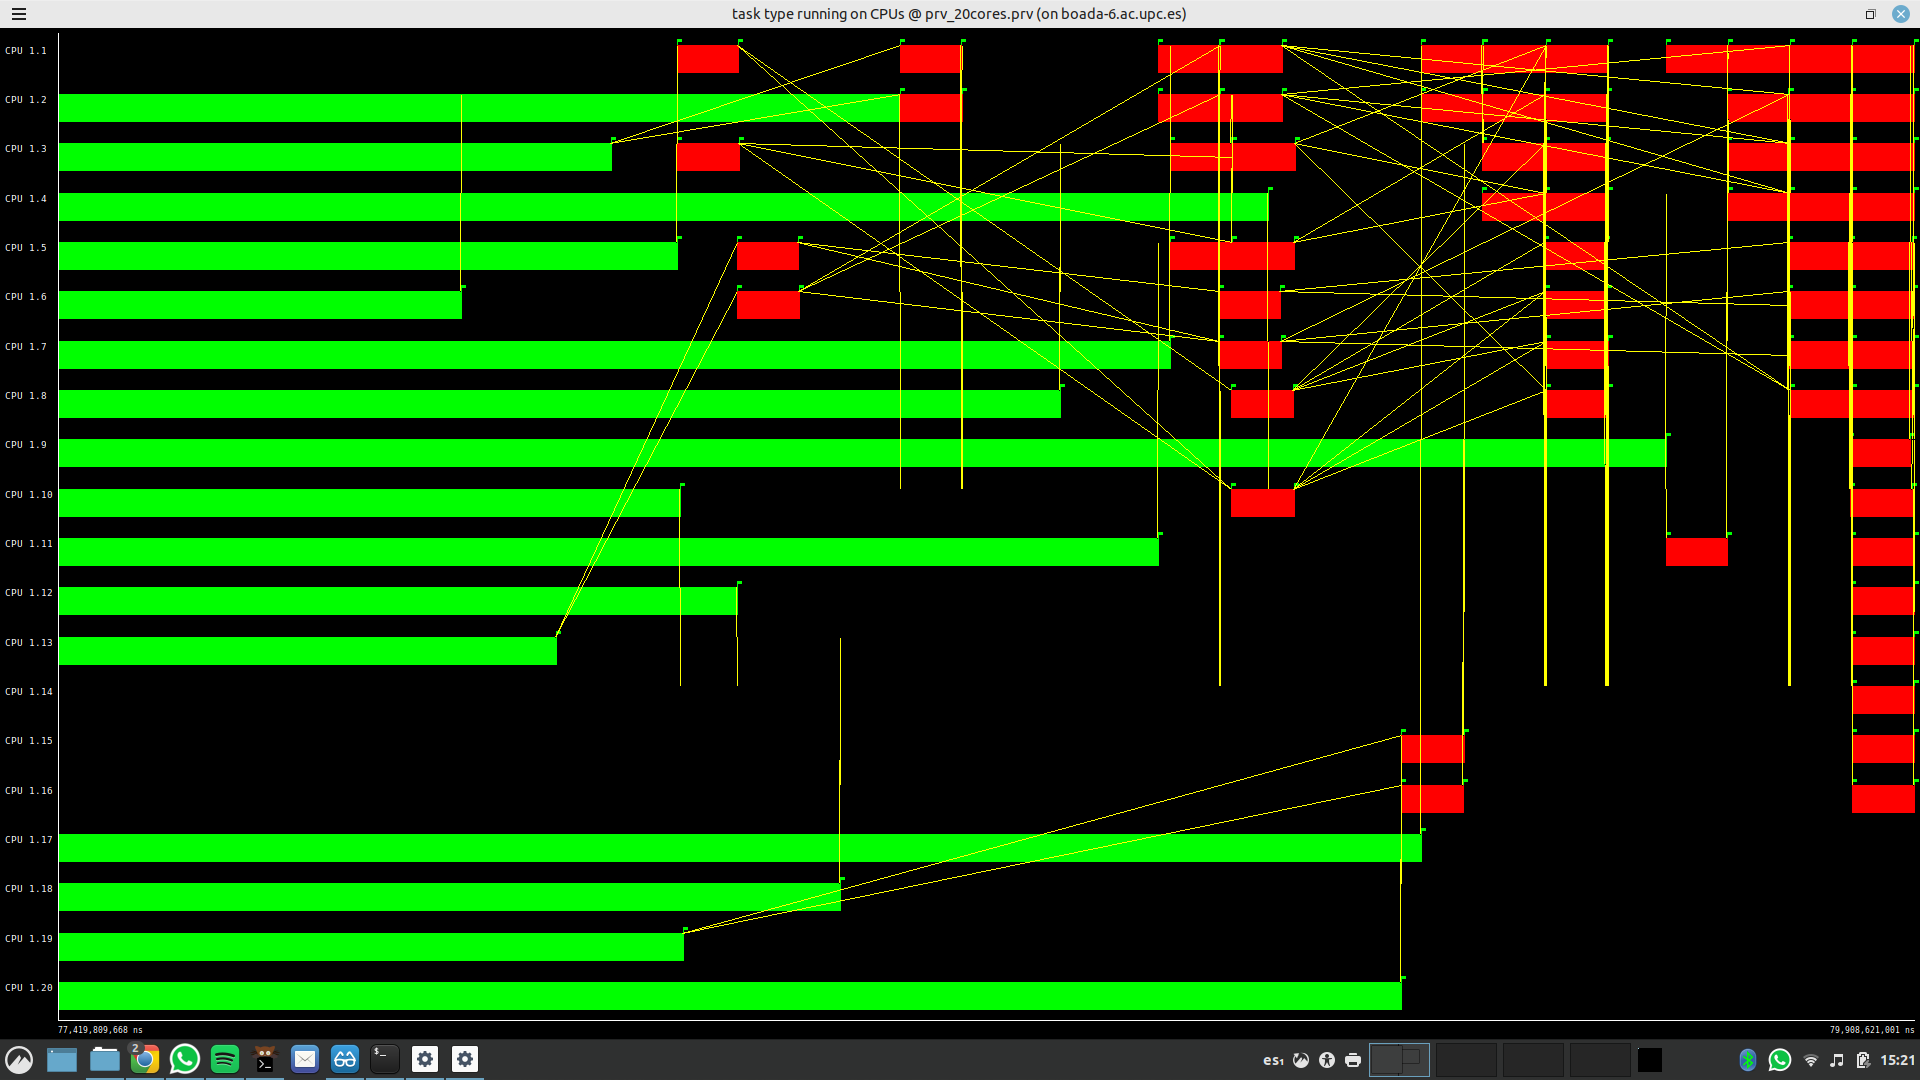 task type running on CPUs @ prv_20cores.prv (on boada-6.ac.upc.es)
CPU 1.1
CPU 1.2
CPU 1.3
CPU 1.4
CPU 1.5
CPU 1.6
CPU 1.7
CPU 1.8
CPU 1.9
CPU 1.10
CPU 1.11
CPU 1.12
CPU 1.13
CPU 1.14
CPU 1.15
CPU 1.16
CPU 1.17
CPU 1.18
CPU 1.19
CPU 1.20
77,419,809,668 ns
79,908,621,001 ns
2
$_
es₁
15:21